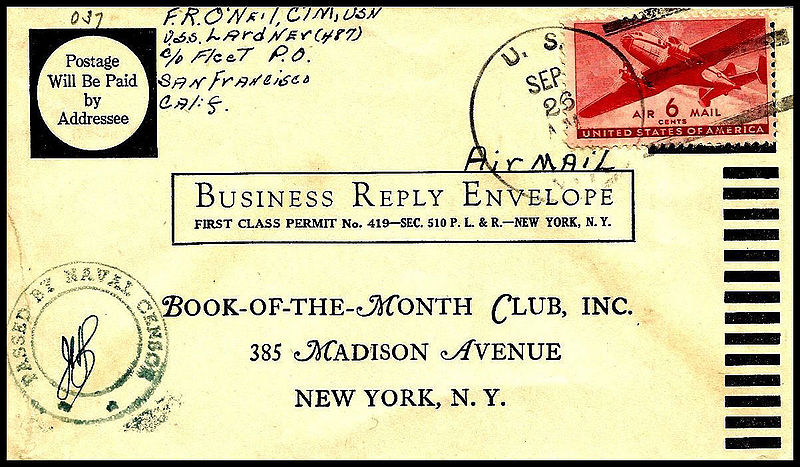 037
F.R. O'Neil, C1M, USN
U.S.S. Lardner (487)
c/o Fleet P.O.
San Francisco
Calif.
Postage
Will Be Paid
by
Addressee
U. S.
SEP
26
AM
AIR 6 MAIL
CENTS
UNITED STATES OF AMERICA
Air Mail
BUSINESS REPLY ENVELOPE
FIRST CLASS PERMIT No. 419—SEC. 510 P. L. & R.—NEW YORK, N. Y.
PASSED BY NAVAL CENSOR
BOOK-OF-THE-MONTH CLUB, INC.
385 MADISON AVENUE
NEW YORK, N. Y.